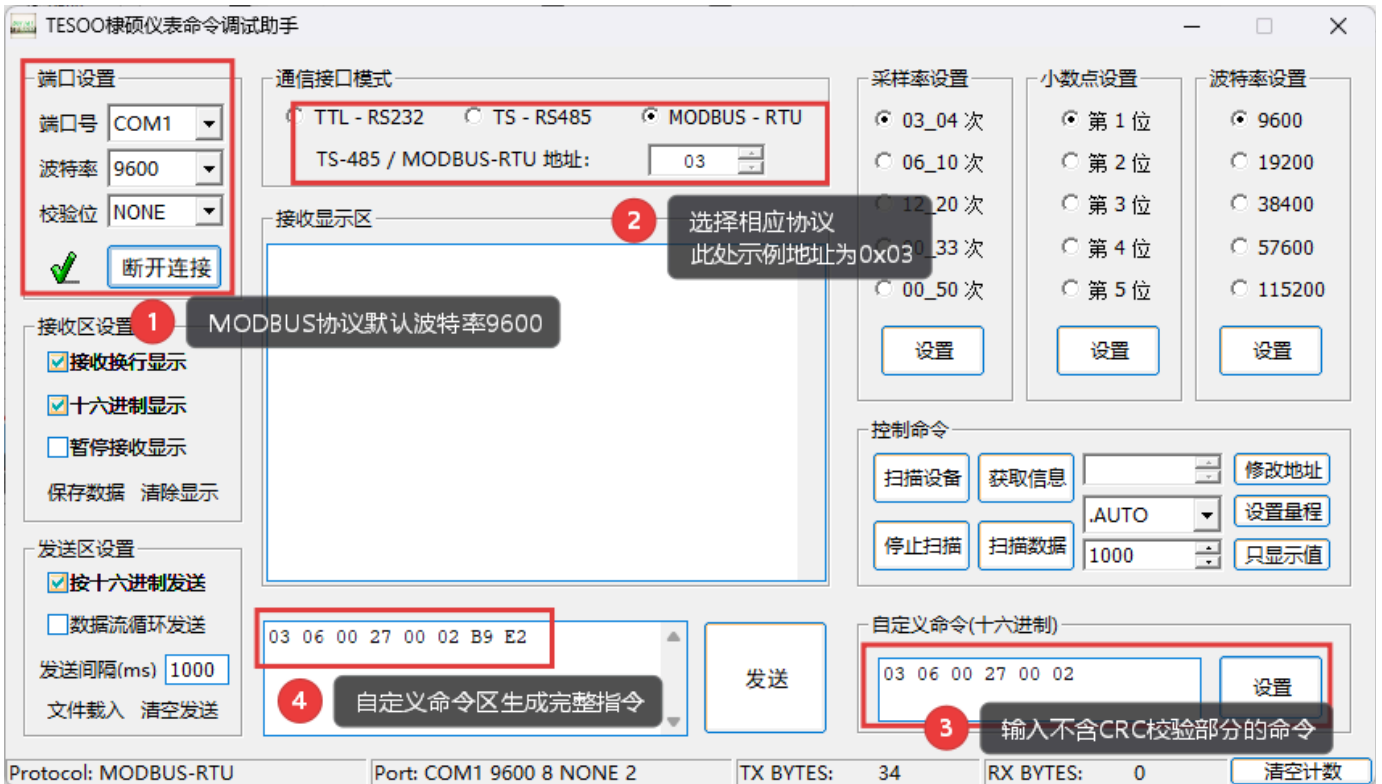 TESOO棣硕仪表命令调试助手
端口设置
端口号 COM1
波特率 9600
校验位 NONE
断开连接
1 MODBUS协议默认波特率9600
通信接口模式
TTL - RS232 TS - RS485 MODBUS - RTU
TS-485 / MODBUS-RTU 地址: 03
2 选择相应协议
此处示例地址为0x03
采样率设置
03_04 次
06_10 次
12_20 次
_33 次
00_50 次
设置
小数点设置
第 1 位
第 2 位
第 3 位
第 4 位
第 5 位
设置
波特率设置
9600
19200
38400
57600
115200
设置
接收区设置
接收换行显示
十六进制显示
暂停接收显示
保存数据 清除显示
接收显示区
控制命令
扫描设备 获取信息 修改地址
.AUTO 设置量程
停止扫描 扫描数据 1000 只显示值
发送区设置
按十六进制发送
数据流循环发送
发送间隔(ms) 1000
文件载入 清空发送
03 06 00 27 00 02 B9 E2
4 自定义命令区生成完整指令
发送
自定义命令(十六进制)
03 06 00 27 00 02
设置
3 输入不含CRC校验部分的命令
Protocol: MODBUS-RTU Port: COM1 9600 8 NONE 2 TX BYTES: 34 RX BYTES: 0 清空计数